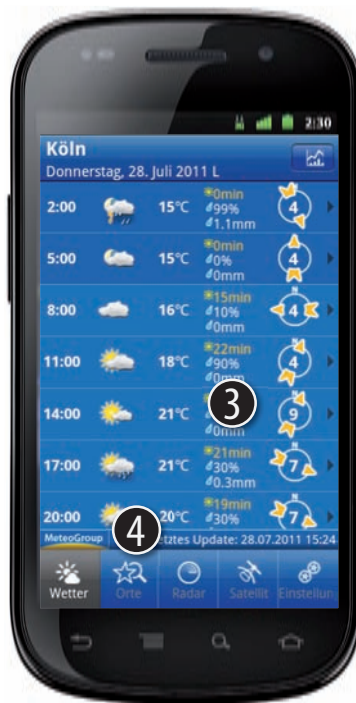 2:30
Köln
Donnerstag, 28. Juli 2011 L
2:00 15°C 0min 99% 1.1mm 4
5:00 15°C 0min 0% 0mm 4
8:00 16°C 15min 10% 0mm 4
11:00 18°C 22min 90% 0mm 4
14:00 21°C 0mm 9
3
17:00 21°C 21min 30% 0.3mm 7
20:00 20°C 19min 30% 7
4
MeteoGroup Update: 28.07.2011 15:24
Wetter Orte Radar Satellit Einstellun